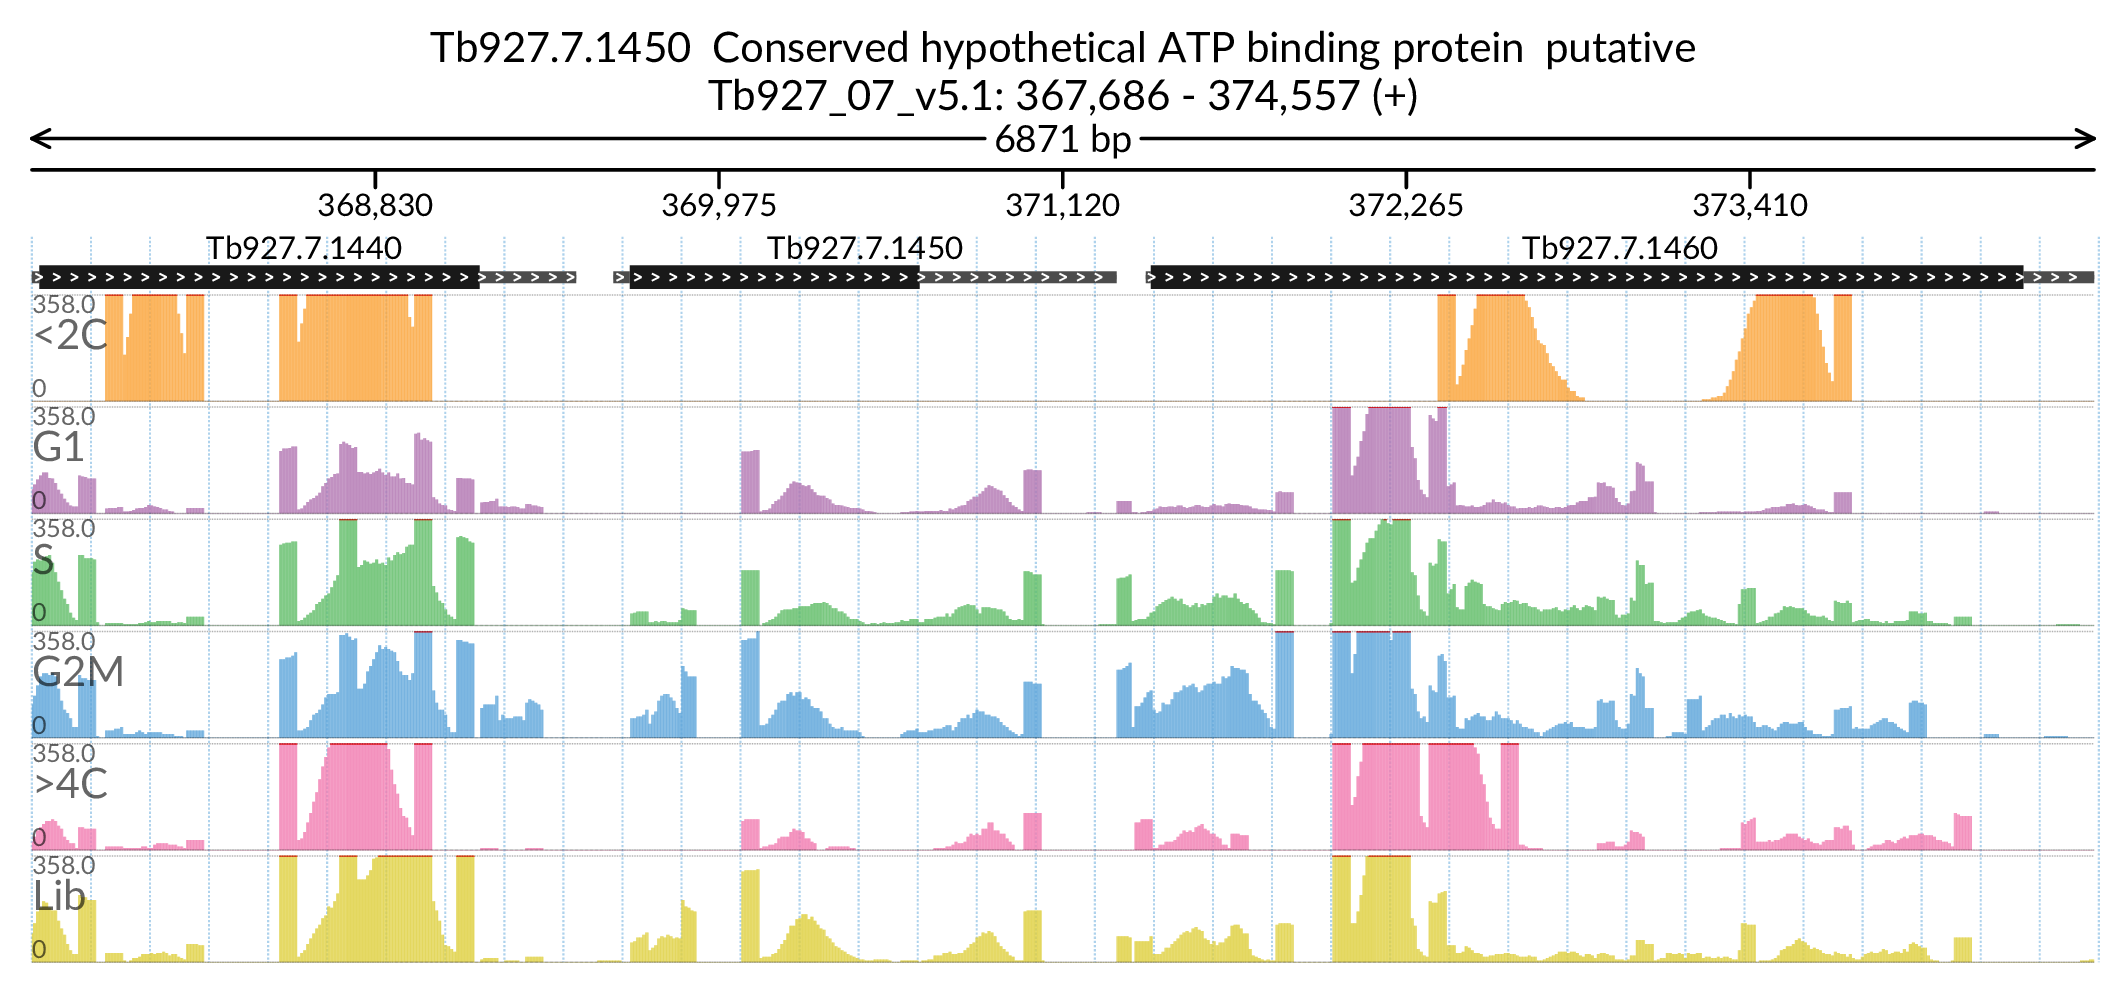 Tb927.7.1450  Conserved hypothetical ATP binding protein  putative
Tb927_07_v5.1: 367,686 - 374,557 (+)
6871 bp
368,830 369,975 371,120 372,265 373,410
Tb927.7.1440 Tb927.7.1450 Tb927.7.1460
358.0
<2C
0
358.0
G1
0
358.0
S
0
358.0
G2M
0
358.0
>4C
0
358.0
Lib
0